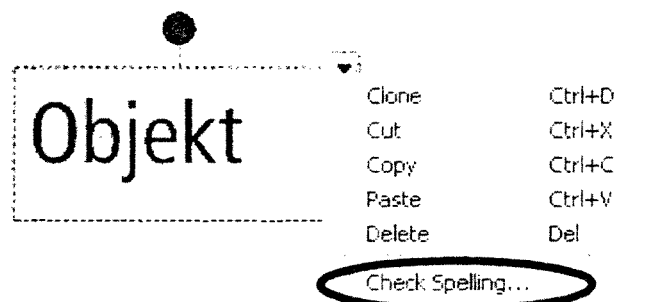 Objekt
Clone Ctrl+D
Cut Ctrl+X
Copy Ctrl+C
Paste Ctrl+V
Delete Del
Check Spelling...